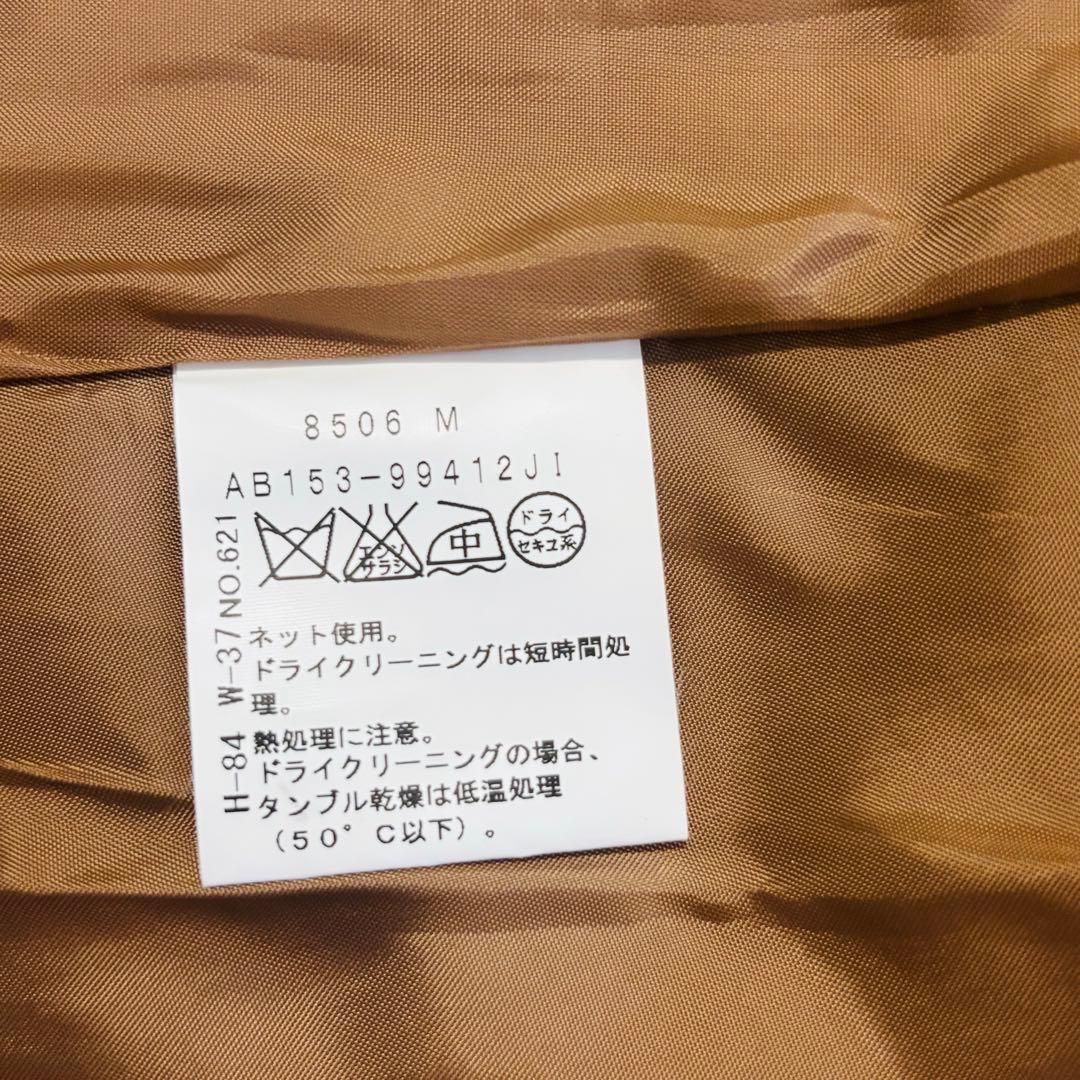 8506 M
AB153-99412JI
エンソ
サラシ
中
ドライ
セキユ系
ネット使用。
ドライクリーニングは短時間処
理。
熱処理に注意。
ドライクリーニングの場合、
タンブル乾燥は低温処理
（50°C以下）。
H-84 W-37 NO.621